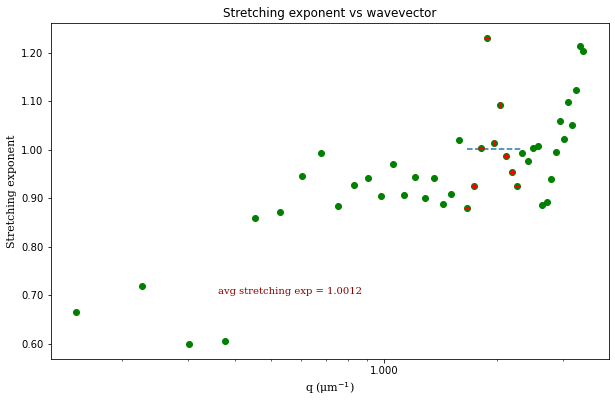 Stretching exponent vs wavevector
1.20
1.10
1.00
0.90
0.80
0.70
0.60
Stretching exponent
avg stretching exp = 1.0012
1.000
q (μm⁻¹)